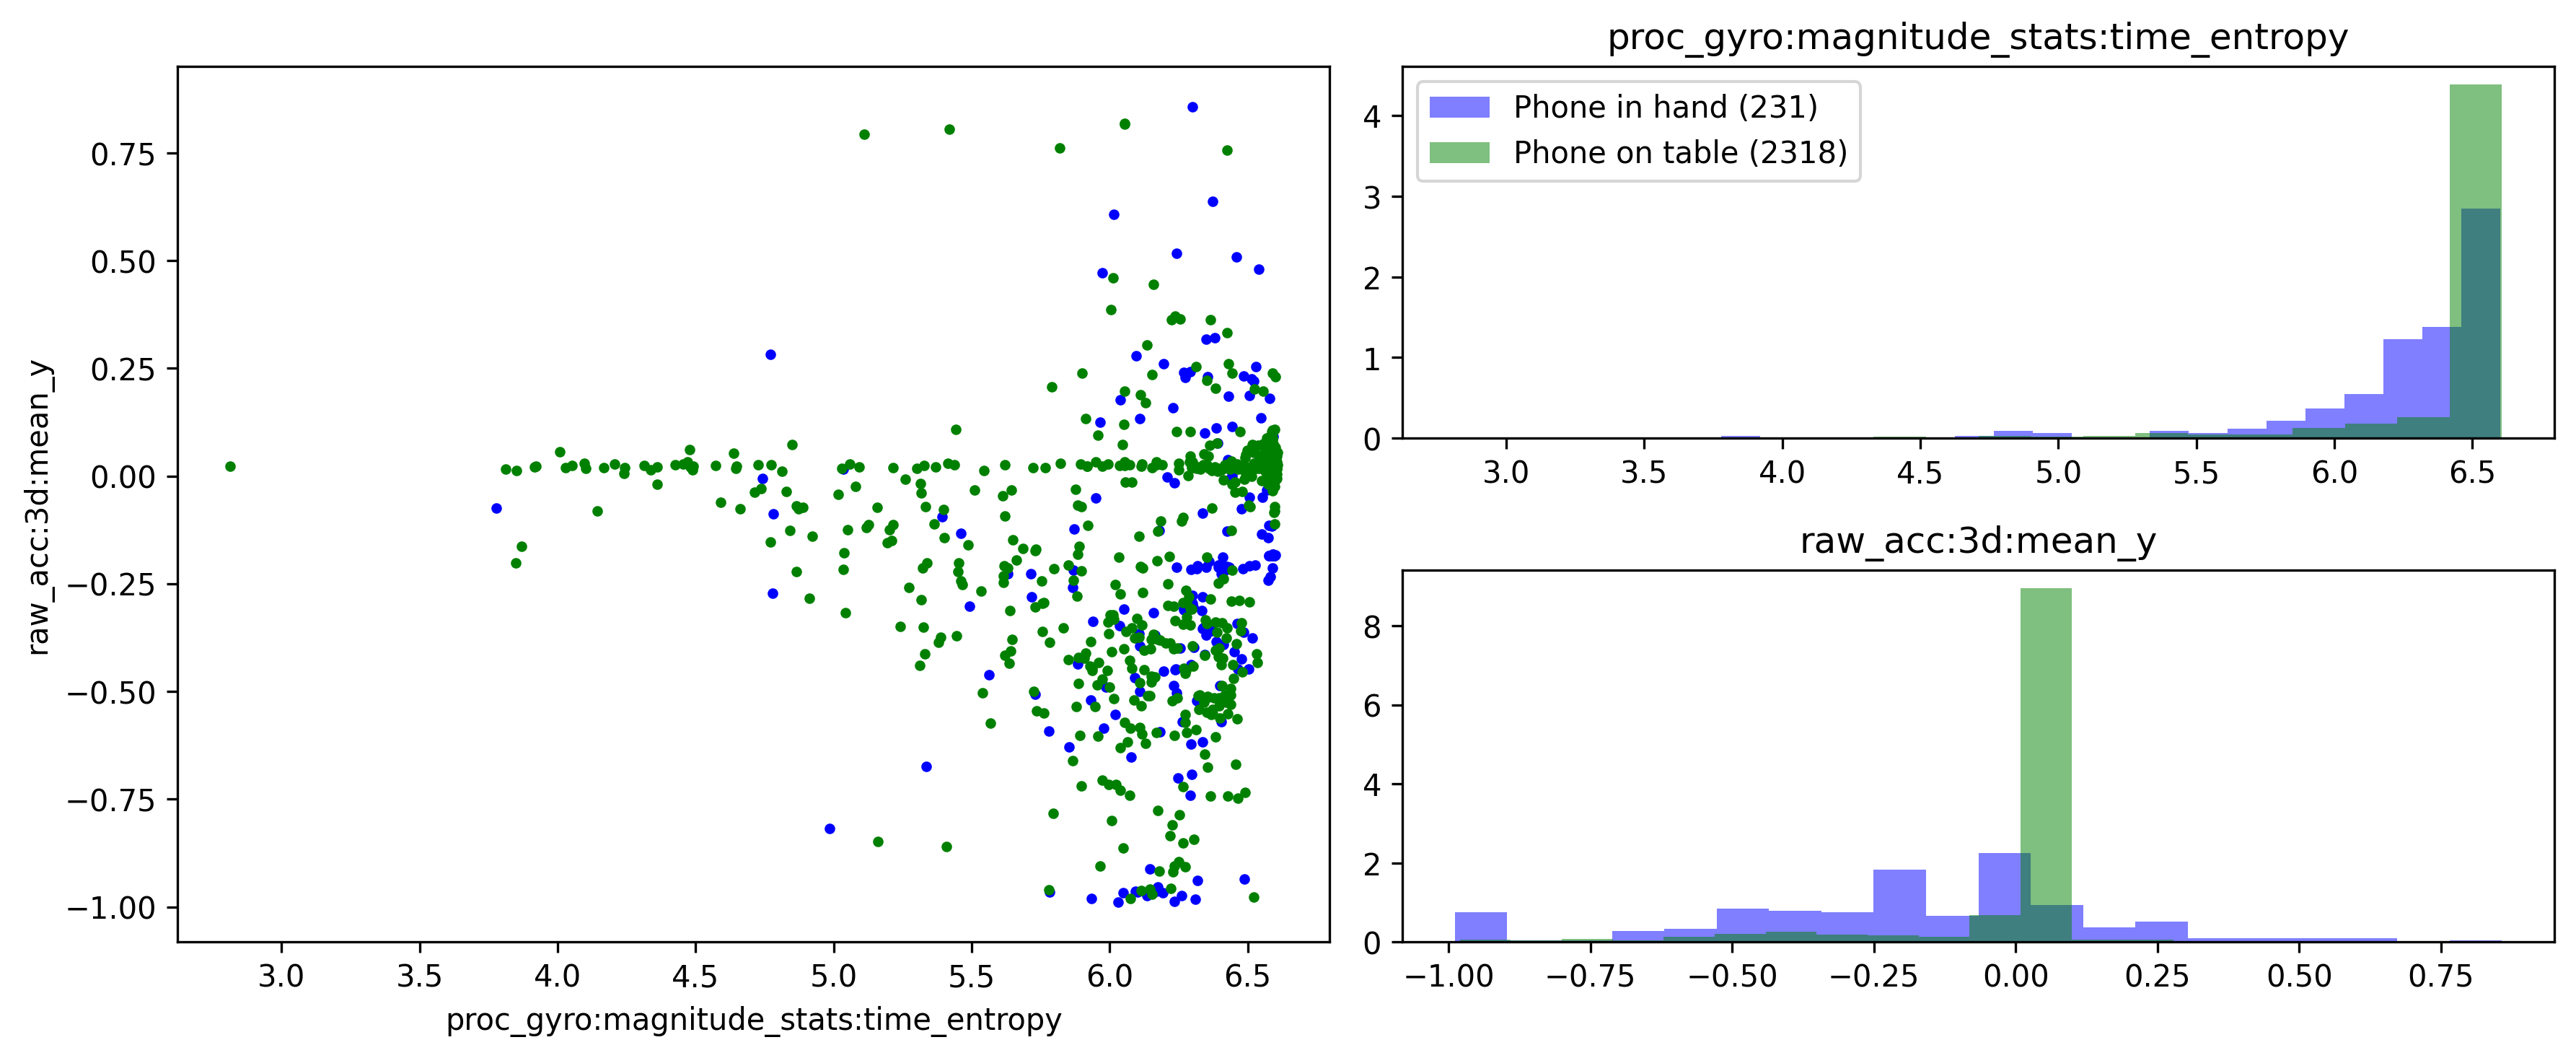 raw_acc:3d:mean_y
0.75
0.50
0.25
0.00
−0.25
−0.50
−0.75
−1.00
3.0 3.5 4.0 4.5 5.0 5.5 6.0 6.5
proc_gyro:magnitude_stats:time_entropy
proc_gyro:magnitude_stats:time_entropy
Phone in hand (231)
Phone on table (2318)
4
3
2
1
0
3.0 3.5 4.0 4.5 5.0 5.5 6.0 6.5
raw_acc:3d:mean_y
8
6
4
2
0
−1.00 −0.75 −0.50 −0.25 0.00 0.25 0.50 0.75